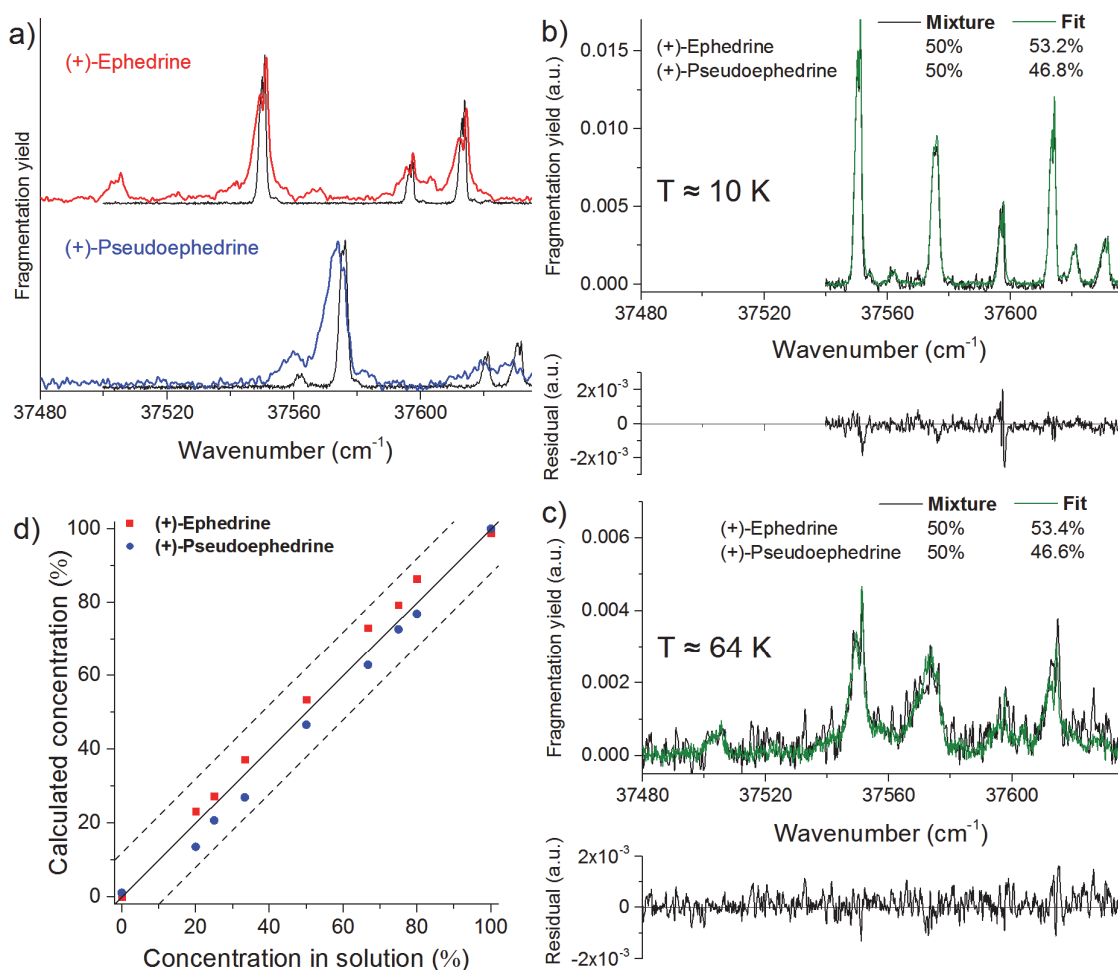 a)
(+)-Ephedrine
(+)-Pseudoephedrine
Fragmentation yield
37480 37520 37560 37600
Wavenumber (cm-1)
b)
Mixture Fit
(+)-Ephedrine 50% 53.2%
(+)-Pseudoephedrine 50% 46.8%
T ≈ 10 K
Fragmentation yield (a.u.)
0.015
0.010
0.005
0.000
37480 37520 37560 37600
Wavenumber (cm-1)
Residual (a.u.)
2x10-3
0
-2x10-3
c)
Mixture Fit
(+)-Ephedrine 50% 53.4%
(+)-Pseudoephedrine 50% 46.6%
T ≈ 64 K
Fragmentation yield (a.u.)
0.006
0.004
0.002
0.000
37480 37520 37560 37600
Wavenumber (cm-1)
Residual (a.u.)
2x10-3
0
-2x10-3
d)
(+)-Ephedrine
(+)-Pseudoephedrine
Calculated concentration (%)
100
80
60
40
20
0
0 20 40 60 80 100
Concentration in solution (%)